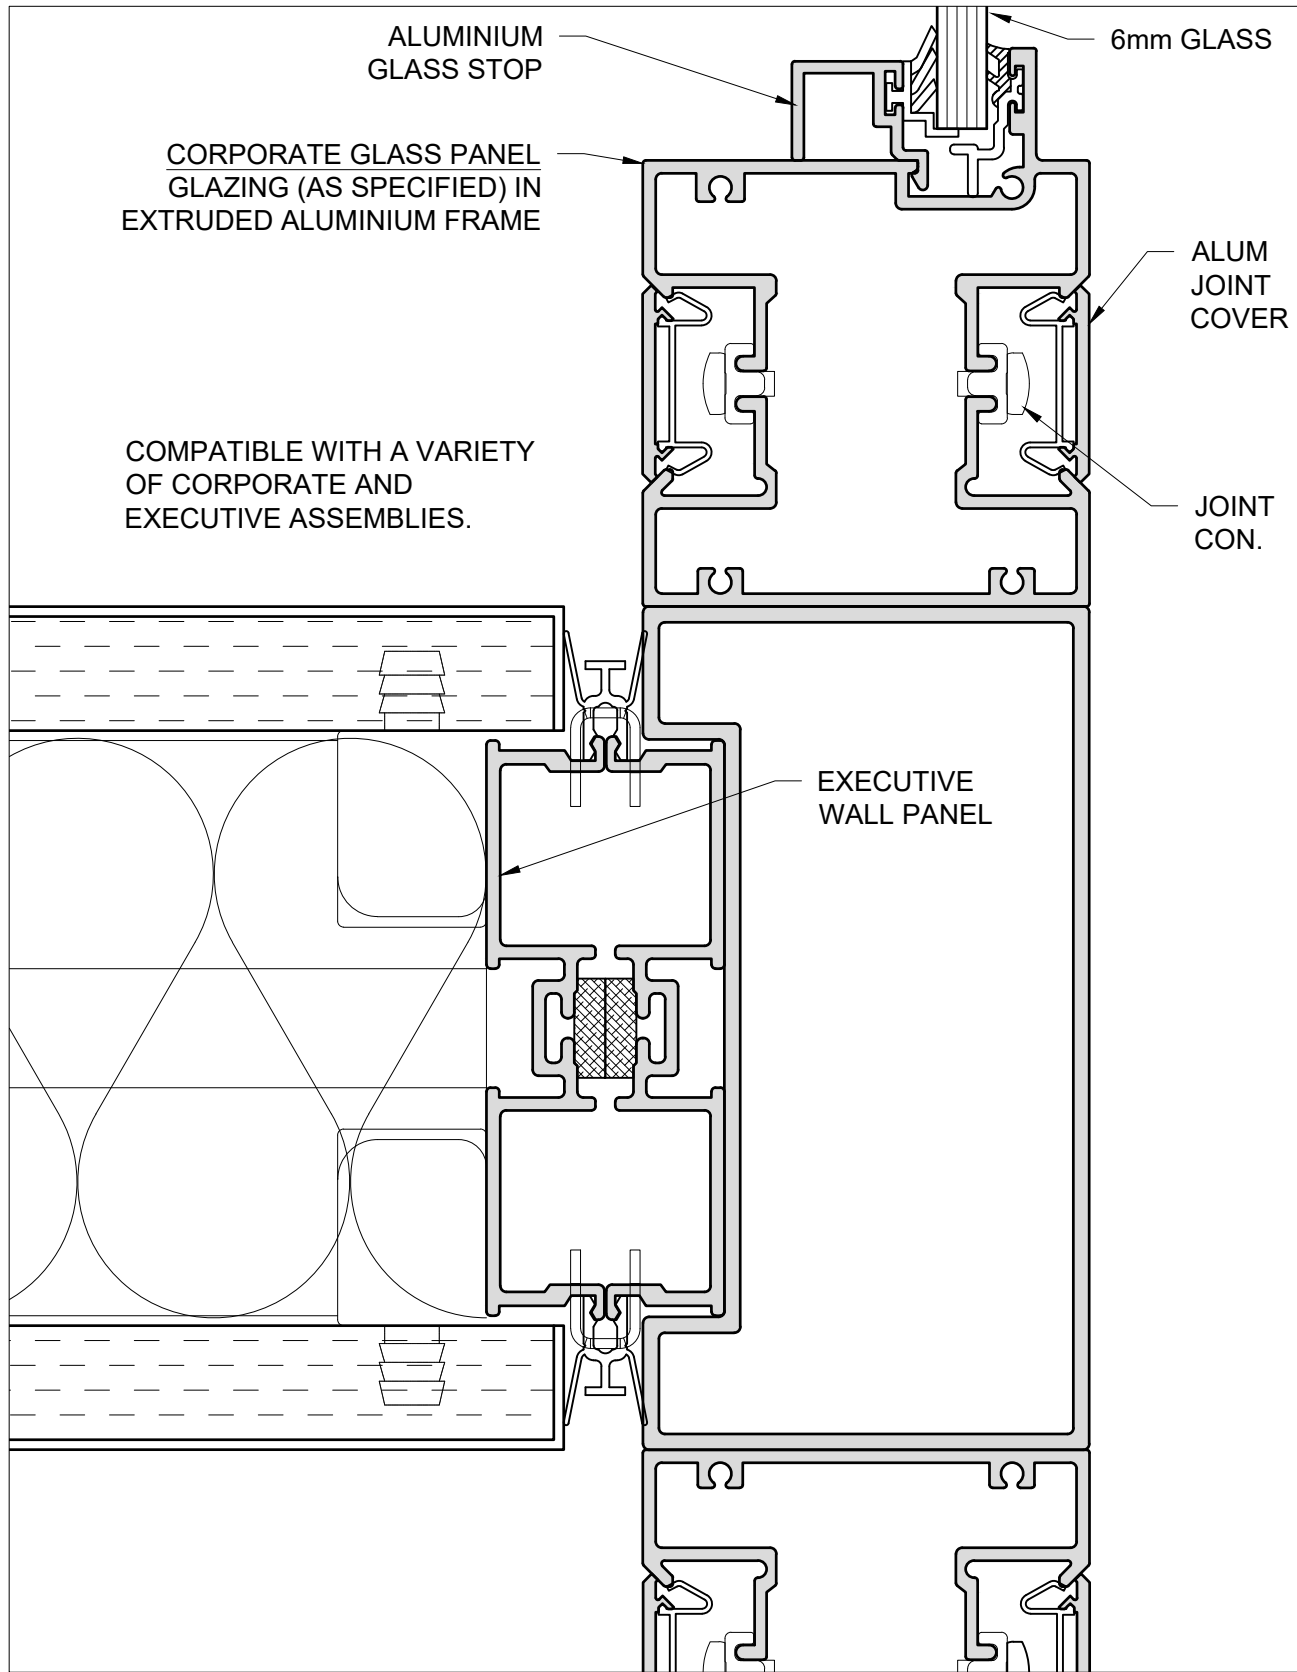 ALUMINIUM
GLASS STOP
6mm GLASS
CORPORATE GLASS PANEL
GLAZING (AS SPECIFIED) IN
EXTRUDED ALUMINIUM FRAME
ALUM
JOINT
COVER
COMPATIBLE WITH A VARIETY
OF CORPORATE AND
EXECUTIVE ASSEMBLIES.
JOINT
CON.
EXECUTIVE
WALL PANEL